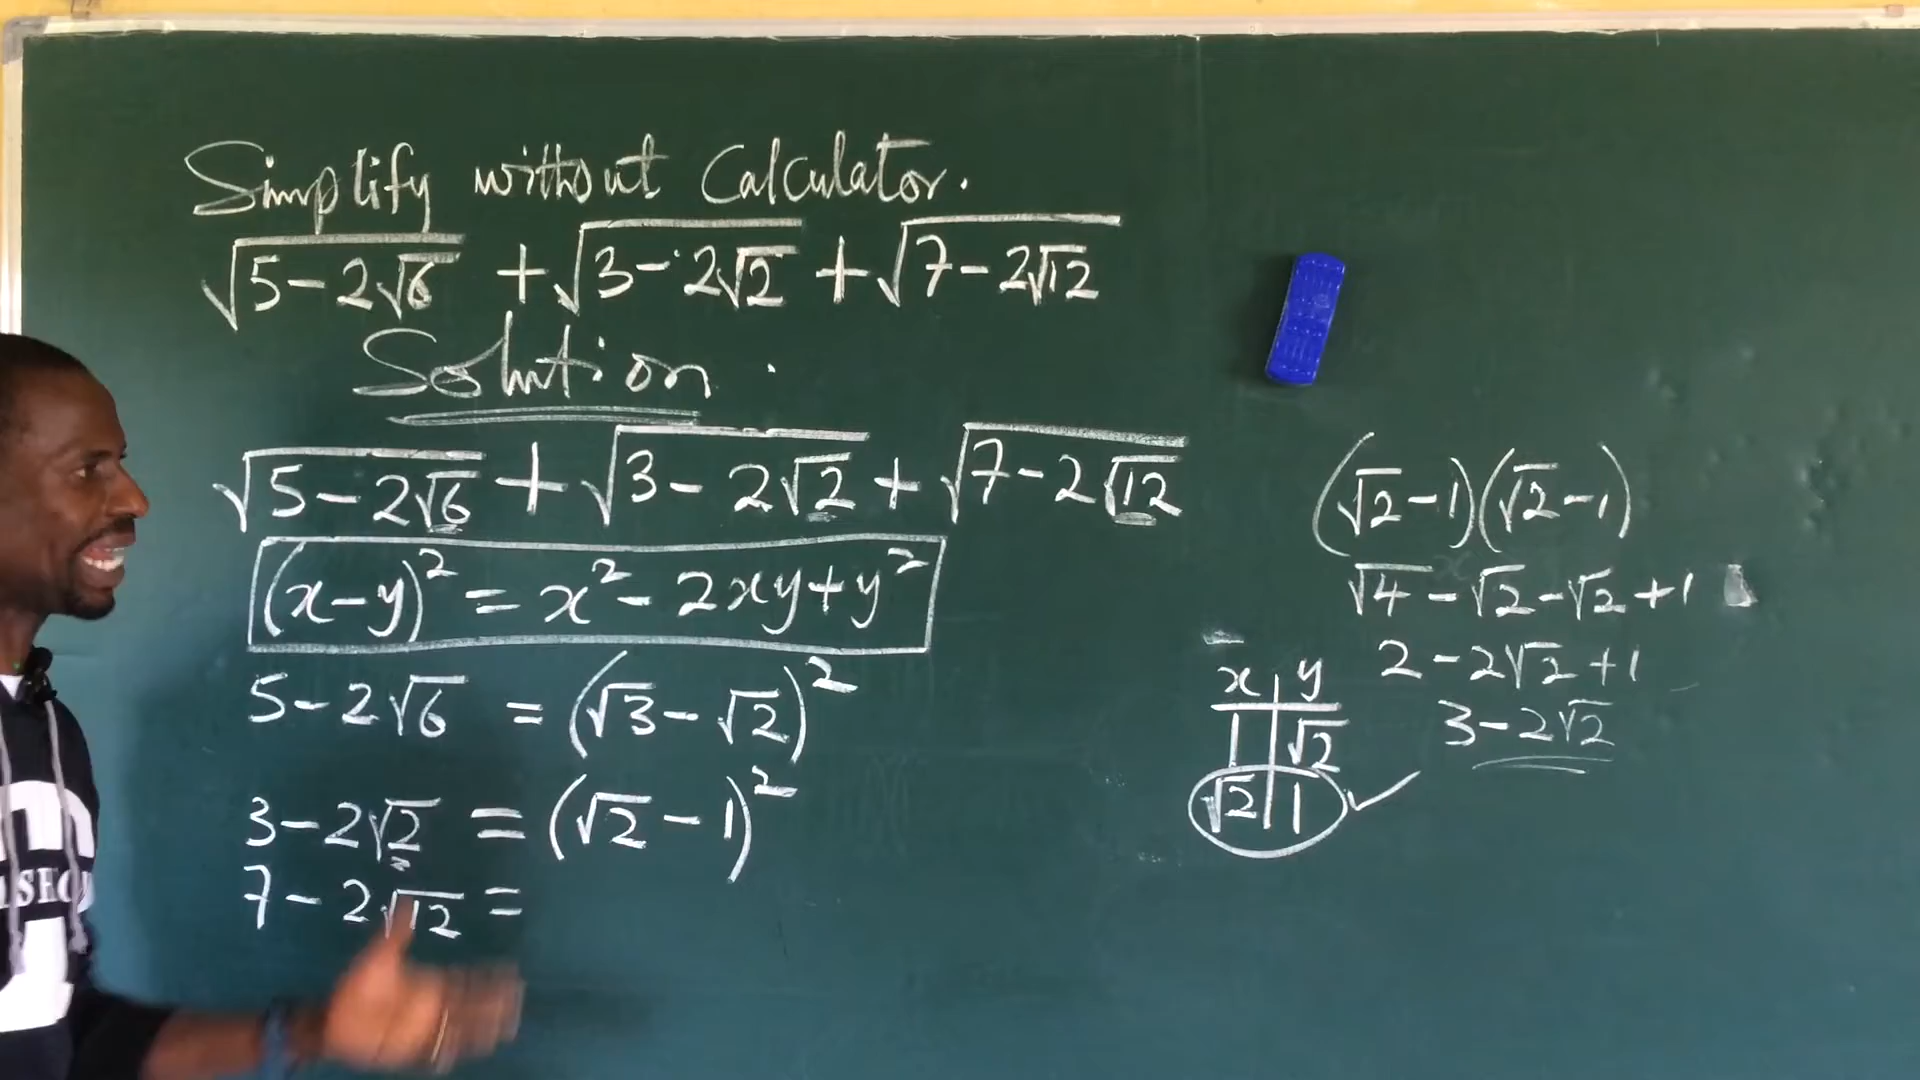 Simplify without Calculator.
√(5-2√6) + √(3-2√2) + √(7-2√12)
Solution.
√(5-2√6) + √(3-2√2) + √(7-2√12)
(x-y)² = x² - 2xy + y²
5-2√6 = (√3-√2)²
3-2√2 = (√2-1)²
7-2√12 =
(√2-1)(√2-1)
√4-√2-√2+1
2-2√2+1
3-2√2
x | y
1 | √2
√2 | 1 ✓